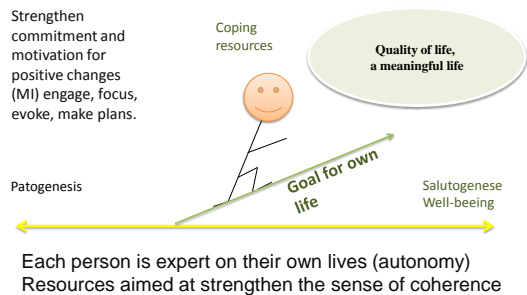 Strengthen
commitment and
motivation for
positive changes
(MI) engage, focus,
evoke, make plans.
Coping
resources
Quality of life,
a meaningful life
Goal for own
life
Patogenesis
Salutogenese
Well-beeing
Each person is expert on their own lives (autonomy)
Resources aimed at strengthen the sense of coherence